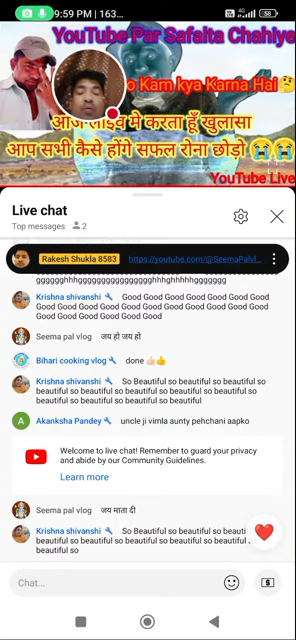 9:59 PM | 163...
4G
58
YouTube Par Safalta Chahiye
o Kam kya Karna Hai🤔
आज लाईव मे करता हूँ खुलासा
आप सभी कैसे होंगे सफल रोना छोड़ो 😭😭
YouTube Live
Live chat
Top messages 2
Rakesh Shukla 8583 https://youtube.com/@SeemaPalvl...
Krishna shivanshi Good Good Good Good Good Good
Good Good Good Good Good Good Good Good
Good Good Good Good Good Good
Seema pal vlog जय हो जय हो
Bihari cooking vlog done 👍🏻👍
Krishna shivanshi So Beautiful so beautiful so beautiful so
beautiful so beautiful so beautiful so beautiful so
beautiful so beautiful so beautiful so beautiful
Akanksha Pandey uncle ji vimla aunty pehchani aapko
Welcome to live chat! Remember to guard your privacy
and abide by our Community Guidelines.
Learn more
Seema pal vlog जय माता दी
Krishna shivanshi So Beautiful so beautiful so beauti
beautiful so beautiful so beautiful so beautiful
beautiful so
Chat...